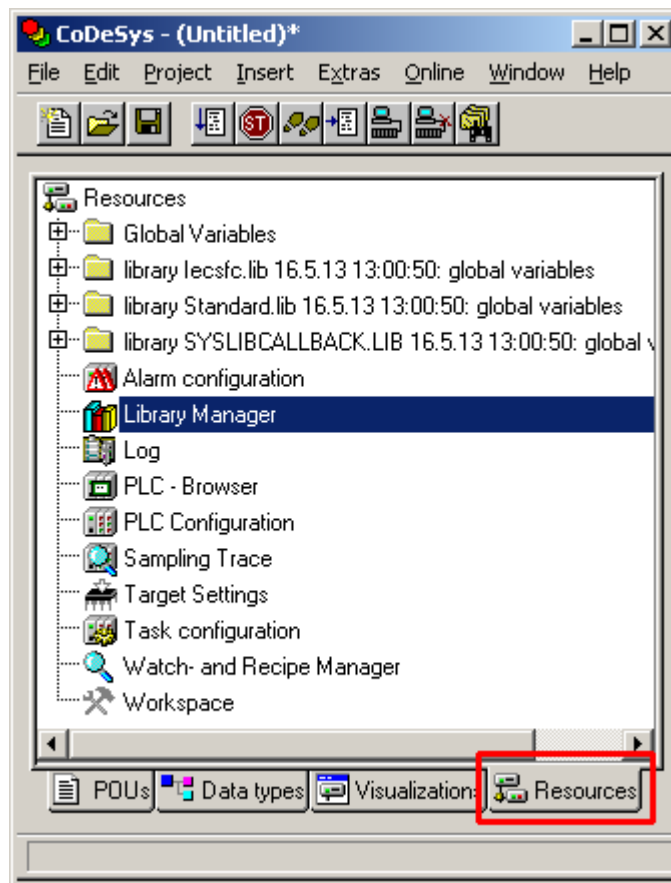 CoDeSys - (Untitled)*
File Edit Project Insert Extras Online Window Help
ST
Resources
Global Variables
library Iecsfc.lib 16.5.13 13:00:50: global variables
library Standard.lib 16.5.13 13:00:50: global variables
library SYSLIBCALLBACK.LIB 16.5.13 13:00:50: global v
Alarm configuration
Library Manager
Log
PLC - Browser
PLC Configuration
Sampling Trace
Target Settings
Task configuration
Watch- and Recipe Manager
Workspace
POUs Data types Visualizations Resources